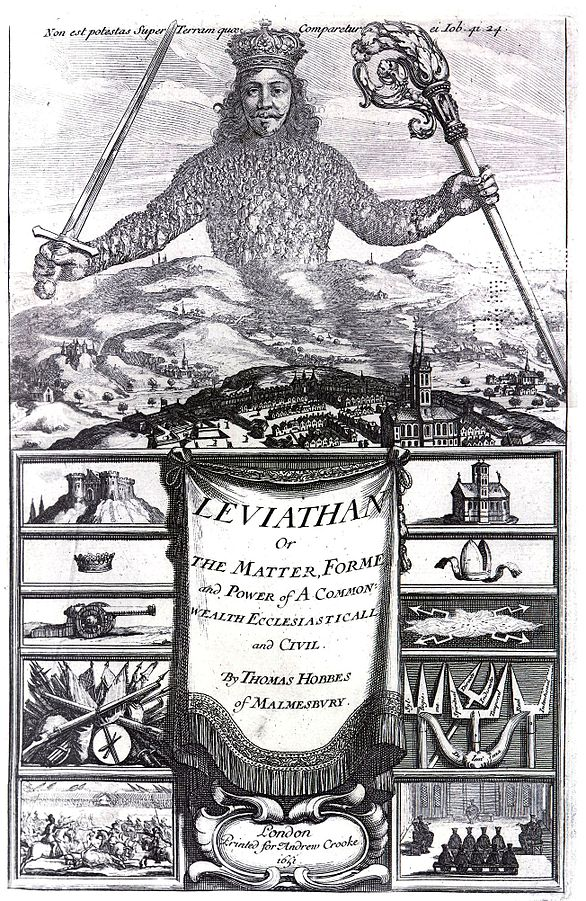 Non est potestas Super Terram quæ Comparetur ei Iob. 41. 24.
LEVIATHAN
Or
THE MATTER, FORME
and POWER of A COMMON=
WEALTH ECCLESIASTICALL
and CIVIL.
By THOMAS HOBBES
of MALMESBVRY.
London
Printed for Andrew Crooke
1651